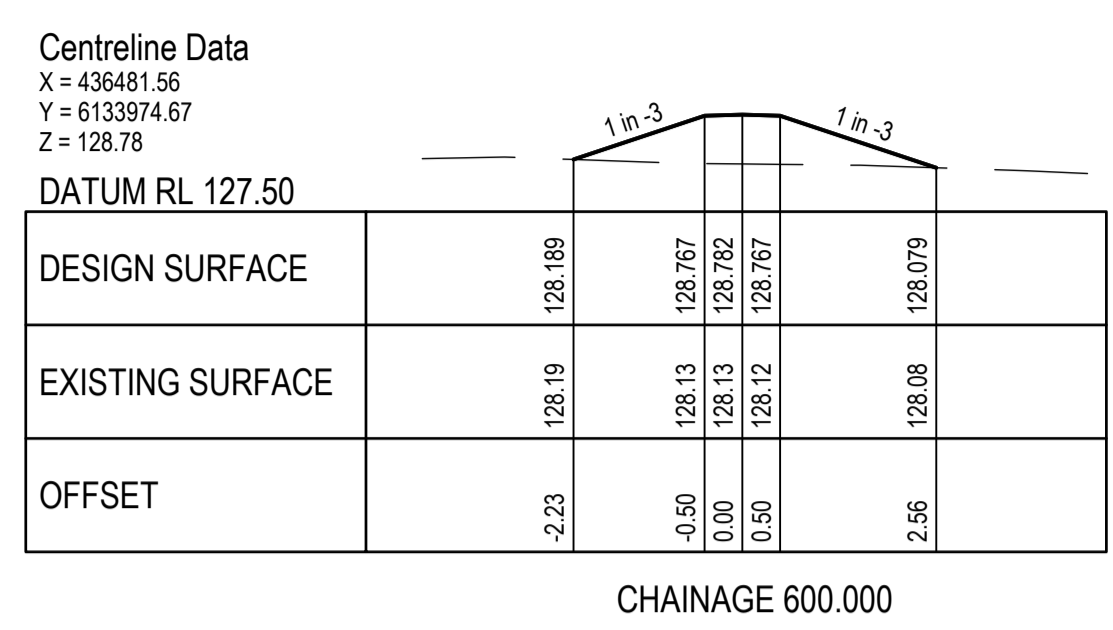 Centreline Data
X = 436481.56
Y = 6133974.67
Z = 128.78
1 in -3
1 in -3
DATUM RL 127.50
DESIGN SURFACE 128.189 128.767 128.782 128.767 128.079
EXISTING SURFACE 128.19 128.13 128.13 128.12 128.08
OFFSET -2.23 -0.50 0.00 0.50 2.56
CHAINAGE 600.000